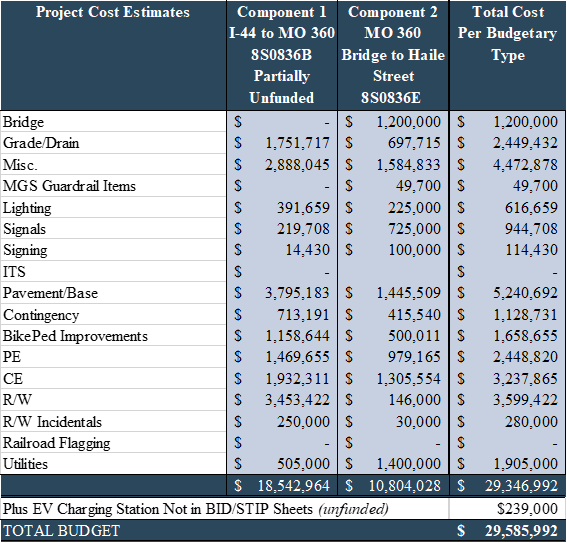 Project Cost Estimates Component 1 I-44 to MO 360 8S0836B Partially Unfunded Component 2 MO 360 Bridge to Haile Street 8S0836E Total Cost Per Budgetary Type
Bridge $ - $ 1,200,000 $ 1,200,000
Grade/Drain $ 1,751,717 $ 697,715 $ 2,449,432
Misc. $ 2,888,045 $ 1,584,833 $ 4,472,878
MGS Guardrail Items $ - $ 49,700 $ 49,700
Lighting $ 391,659 $ 225,000 $ 616,659
Signals $ 219,708 $ 725,000 $ 944,708
Signing $ 14,430 $ 100,000 $ 114,430
ITS $ - $ -
Pavement/Base $ 3,795,183 $ 1,445,509 $ 5,240,692
Contingency $ 713,191 $ 415,540 $ 1,128,731
BikePed Improvements $ 1,158,644 $ 500,011 $ 1,658,655
PE $ 1,469,655 $ 979,165 $ 2,448,820
CE $ 1,932,311 $ 1,305,554 $ 3,237,865
R/W $ 3,453,422 $ 146,000 $ 3,599,422
R/W Incidentals $ 250,000 $ 30,000 $ 280,000
Railroad Flagging $ - $ - $ -
Utilities $ 505,000 $ 1,400,000 $ 1,905,000
$ 18,542,964 $ 10,804,028 $ 29,346,992
Plus EV Charging Station Not in BID/STIP Sheets (unfunded) $239,000
TOTAL BUDGET $ 29,585,992